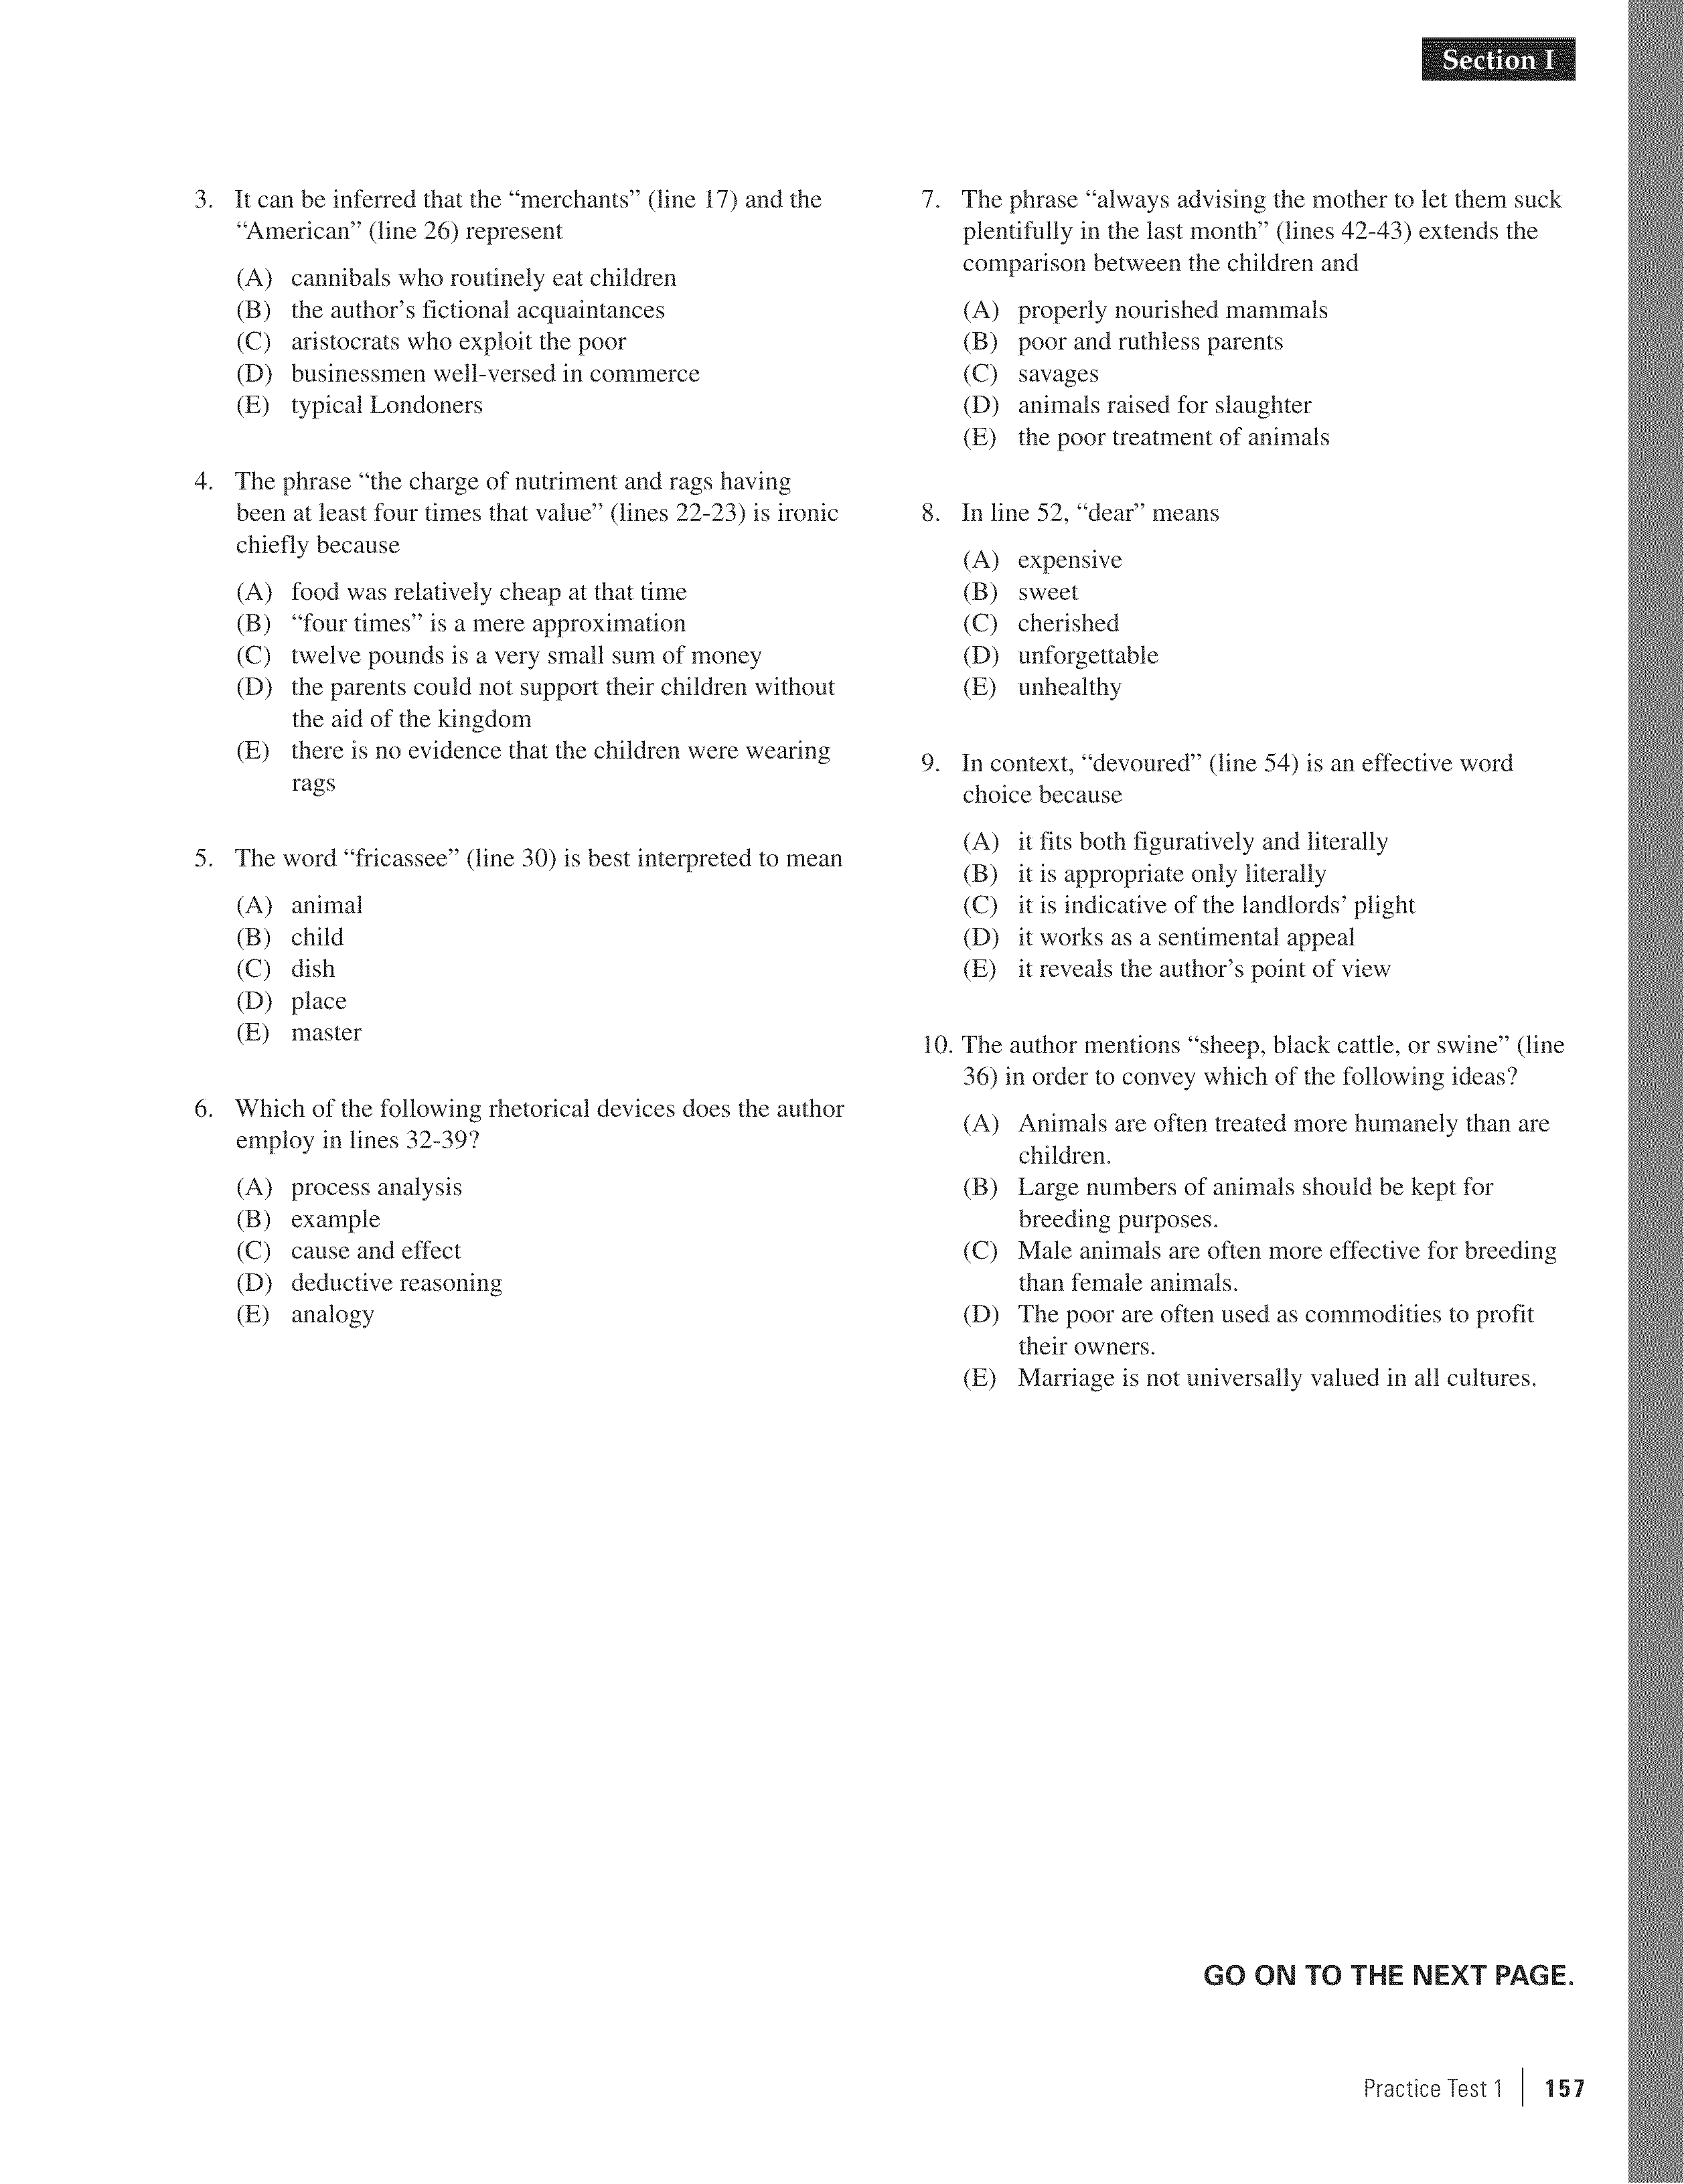 Section I
3. It can be inferred that the “merchants” (line 17) and the
“American” (line 26) represent
(A) cannibals who routinely eat children
(B) the author’s fictional acquaintances
(C) aristocrats who exploit the poor
(D) businessmen well-versed in commerce
(E) typical Londoners
4. The phrase “the charge of nutriment and rags having
been at least four times that value” (lines 22-23) is ironic
chiefly because
(A) food was relatively cheap at that time
(B) “four times” is a mere approximation
(C) twelve pounds is a very small sum of money
(D) the parents could not support their children without
the aid of the kingdom
(E) there is no evidence that the children were wearing
rags
5. The word “fricassee” (line 30) is best interpreted to mean
(A) animal
(B) child
(C) dish
(D) place
(E) master
6. Which of the following rhetorical devices does the author
employ in lines 32-39?
(A) process analysis
(B) example
(C) cause and effect
(D) deductive reasoning
(E) analogy
7. The phrase “always advising the mother to let them suck
plentifully in the last month” (lines 42-43) extends the
comparison between the children and
(A) properly nourished mammals
(B) poor and ruthless parents
(C) savages
(D) animals raised for slaughter
(E) the poor treatment of animals
8. In line 52, “dear” means
(A) expensive
(B) sweet
(C) cherished
(D) unforgettable
(E) unhealthy
9. In context, “devoured” (line 54) is an effective word
choice because
(A) it fits both figuratively and literally
(B) it is appropriate only literally
(C) it is indicative of the landlords’ plight
(D) it works as a sentimental appeal
(E) it reveals the author’s point of view
10. The author mentions “sheep, black cattle, or swine” (line
36) in order to convey which of the following ideas?
(A) Animals are often treated more humanely than are
children.
(B) Large numbers of animals should be kept for
breeding purposes.
(C) Male animals are often more effective for breeding
than female animals.
(D) The poor are often used as commodities to profit
their owners.
(E) Marriage is not universally valued in all cultures.
GO ON TO THE NEXT PAGE.
Practice Test 1 | 157